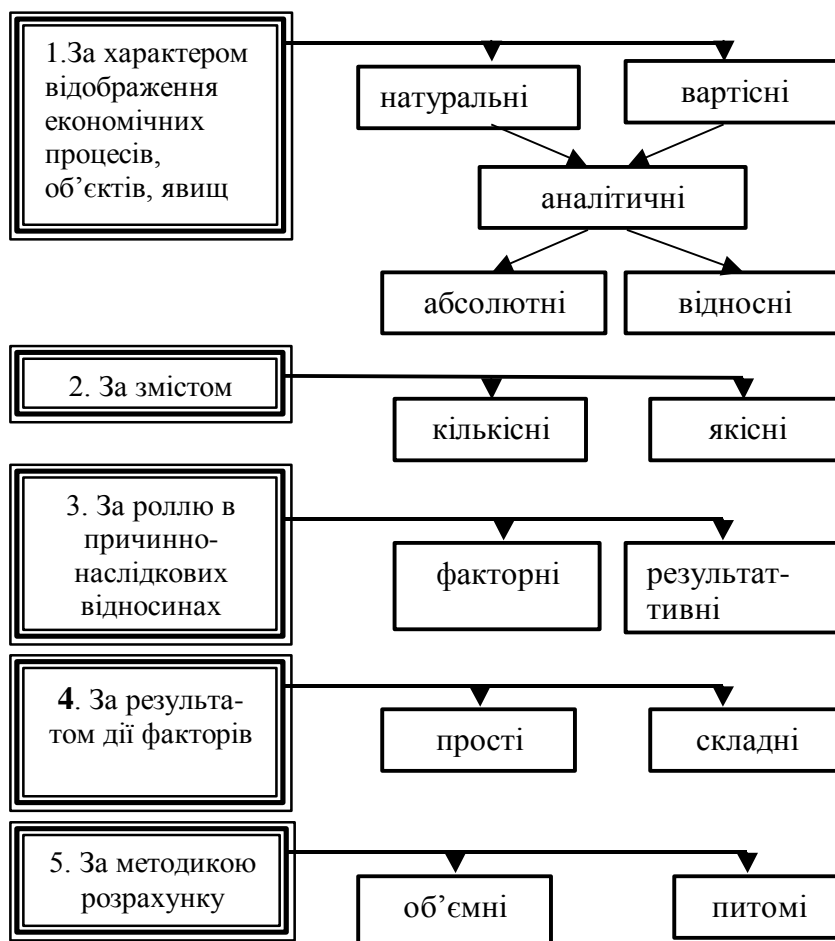 1.За характером
відображення
економічних
процесів,
об’єктів, явищ
натуральні
вартісні
аналітичні
абсолютні
відносні
2. За змістом
кількісні
якісні
3. За роллю в
причинно-
наслідкових
відносинах
факторні
результат-
тивні
4. За результа-
том дії факторів
прості
складні
5. За методикою
розрахунку
об’ємні
питомі